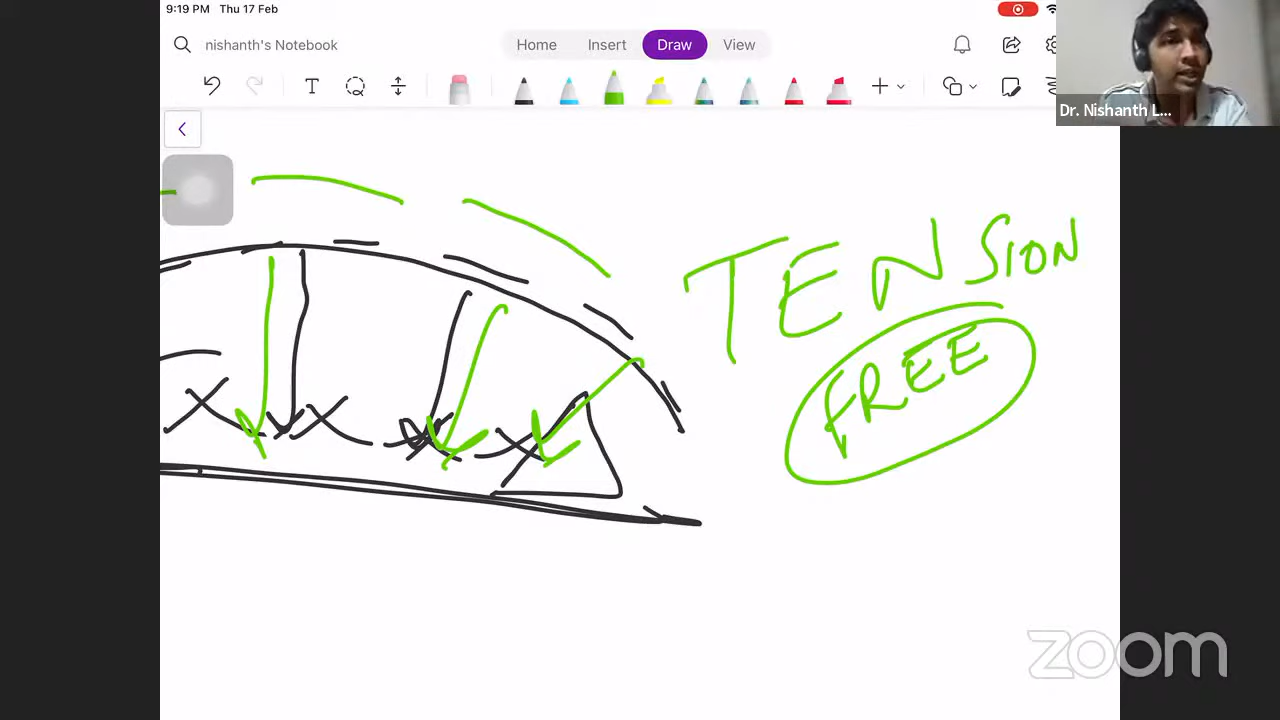 9:19 PM Thu 17 Feb
nishanth's Notebook
Home Insert Draw View
Dr. Nishanth L...
TENSION
FREE
zoom